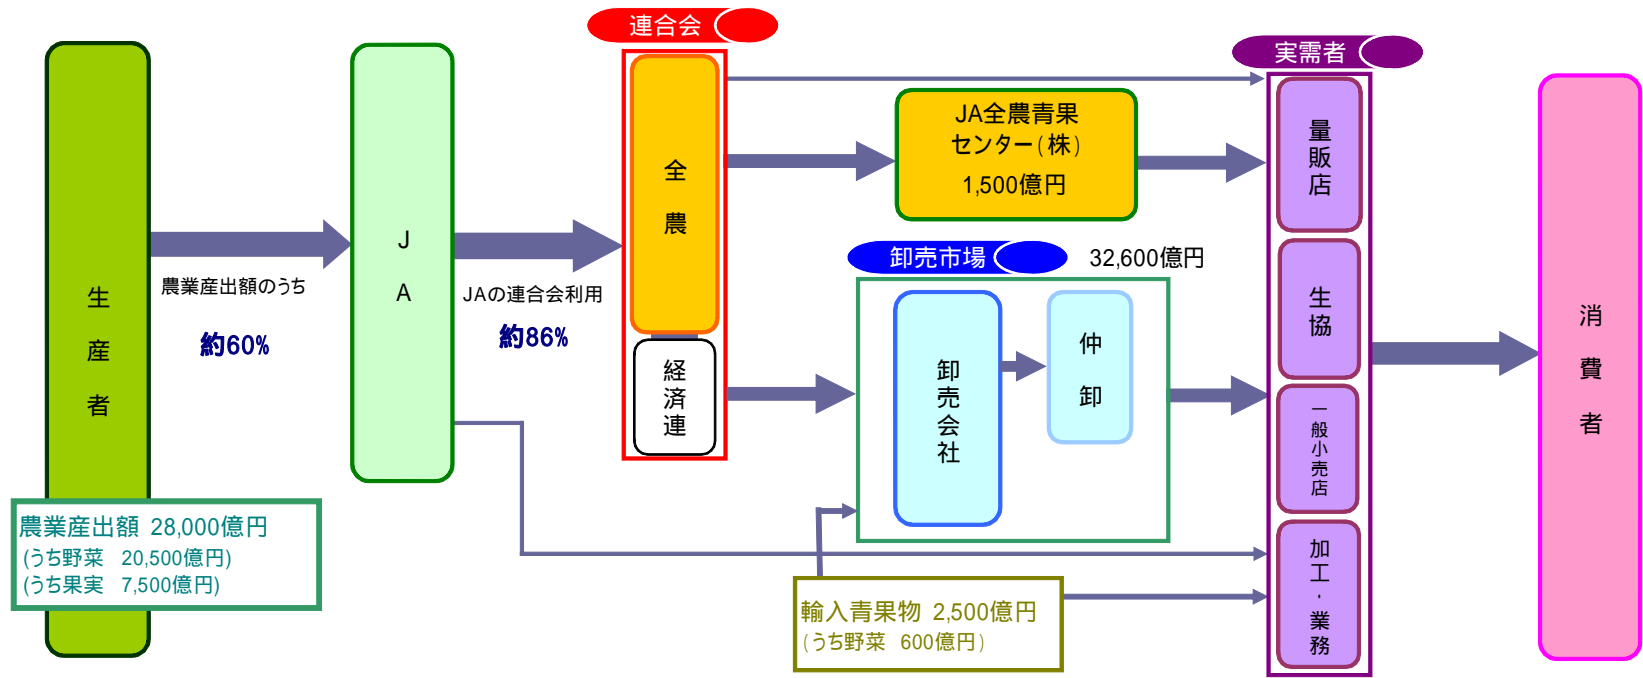 連合会
実需者
生産者
農業産出額のうち
約60%
農業産出額 28,000億円
(うち野菜 20,500億円)
(うち果実 7,500億円)
JA
JAの連合会利用
約86%
全農
経済連
JA全農青果
センター(株)
1,500億円
卸売市場
32,600億円
卸売会社
仲卸
輸入青果物 2,500億円
(うち野菜 600億円)
量販店
生協
一般小売店
加工・業務
消費者